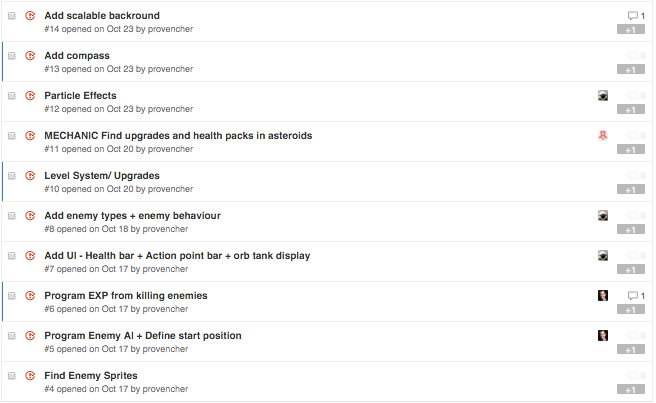 Add scalable backround
1
#14 opened on Oct 23 by provencher
+1
Add compass
0
#13 opened on Oct 23 by provencher
+1
Particle Effects
0
#12 opened on Oct 23 by provencher
+1
MECHANIC Find upgrades and health packs in asteroids
0
#11 opened on Oct 20 by provencher
+1
Level System/ Upgrades
0
#10 opened on Oct 20 by provencher
+1
Add enemy types + enemy behaviour
0
#8 opened on Oct 18 by provencher
+1
Add UI - Health bar + Action point bar + orb tank display
0
#7 opened on Oct 17 by provencher
+1
Program EXP from killing enemies
1
#6 opened on Oct 17 by provencher
+1
Program Enemy AI + Define start position
0
#5 opened on Oct 17 by provencher
+1
Find Enemy Sprites
0
#4 opened on Oct 17 by provencher
+1